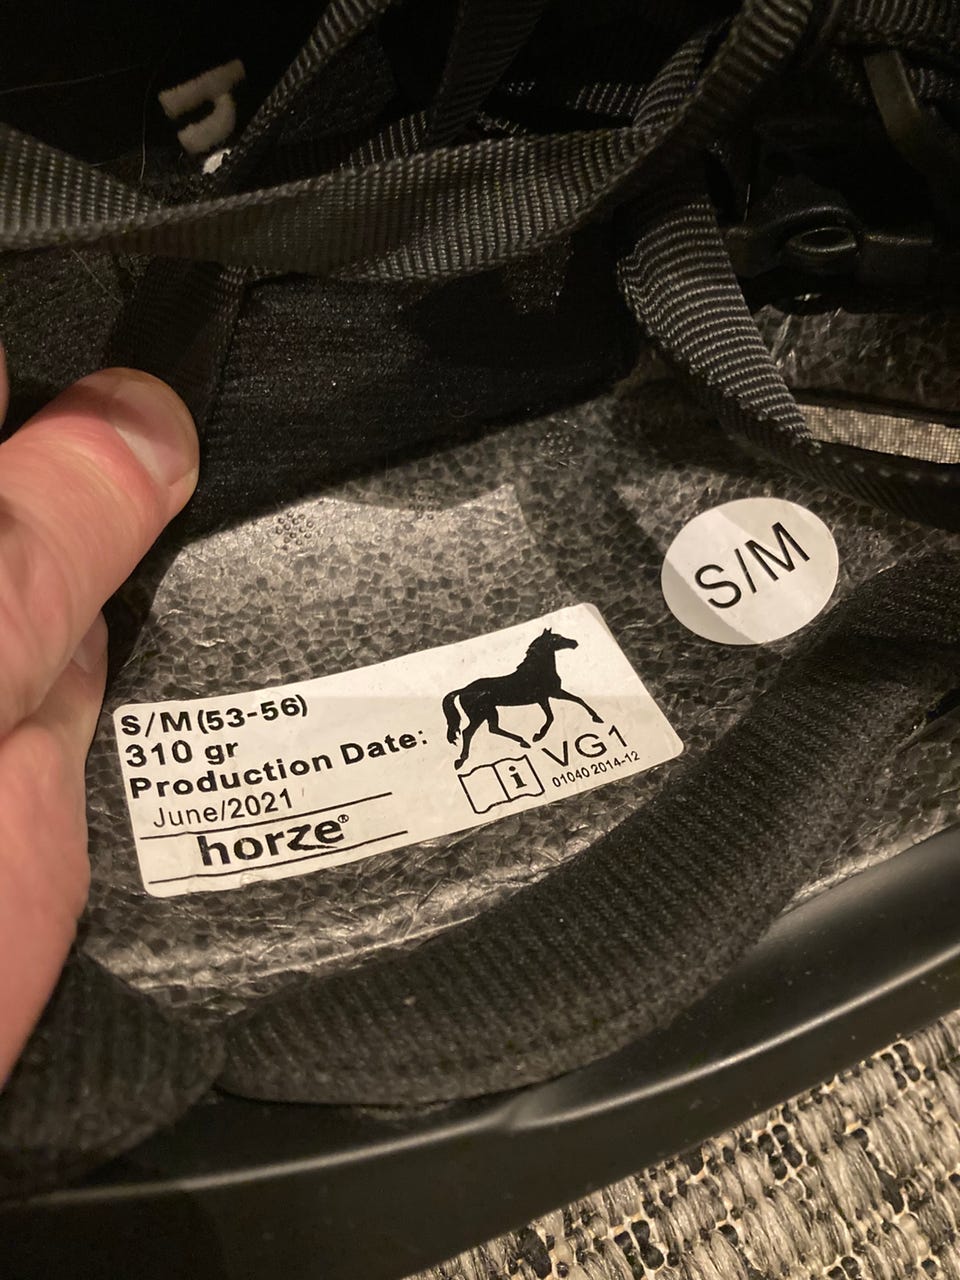 h
S/M
S/M(53-56)
310 gr
Production Date:
June/2021
horze®
i
VG1
01040 2014-12